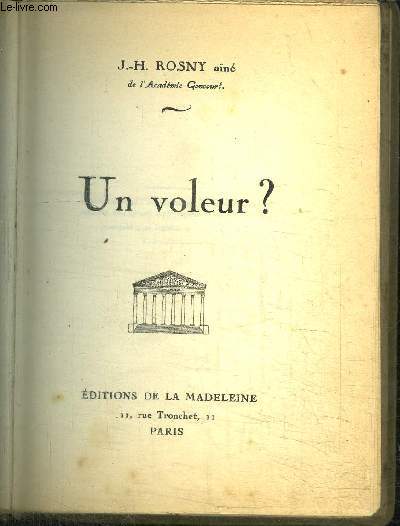 © Le-livre.com
J.-H. ROSNY aîné
de l'Académie Goncourt.
Un voleur ?
ÉDITIONS DE LA MADELEINE
11, rue Tronchet, 11
PARIS